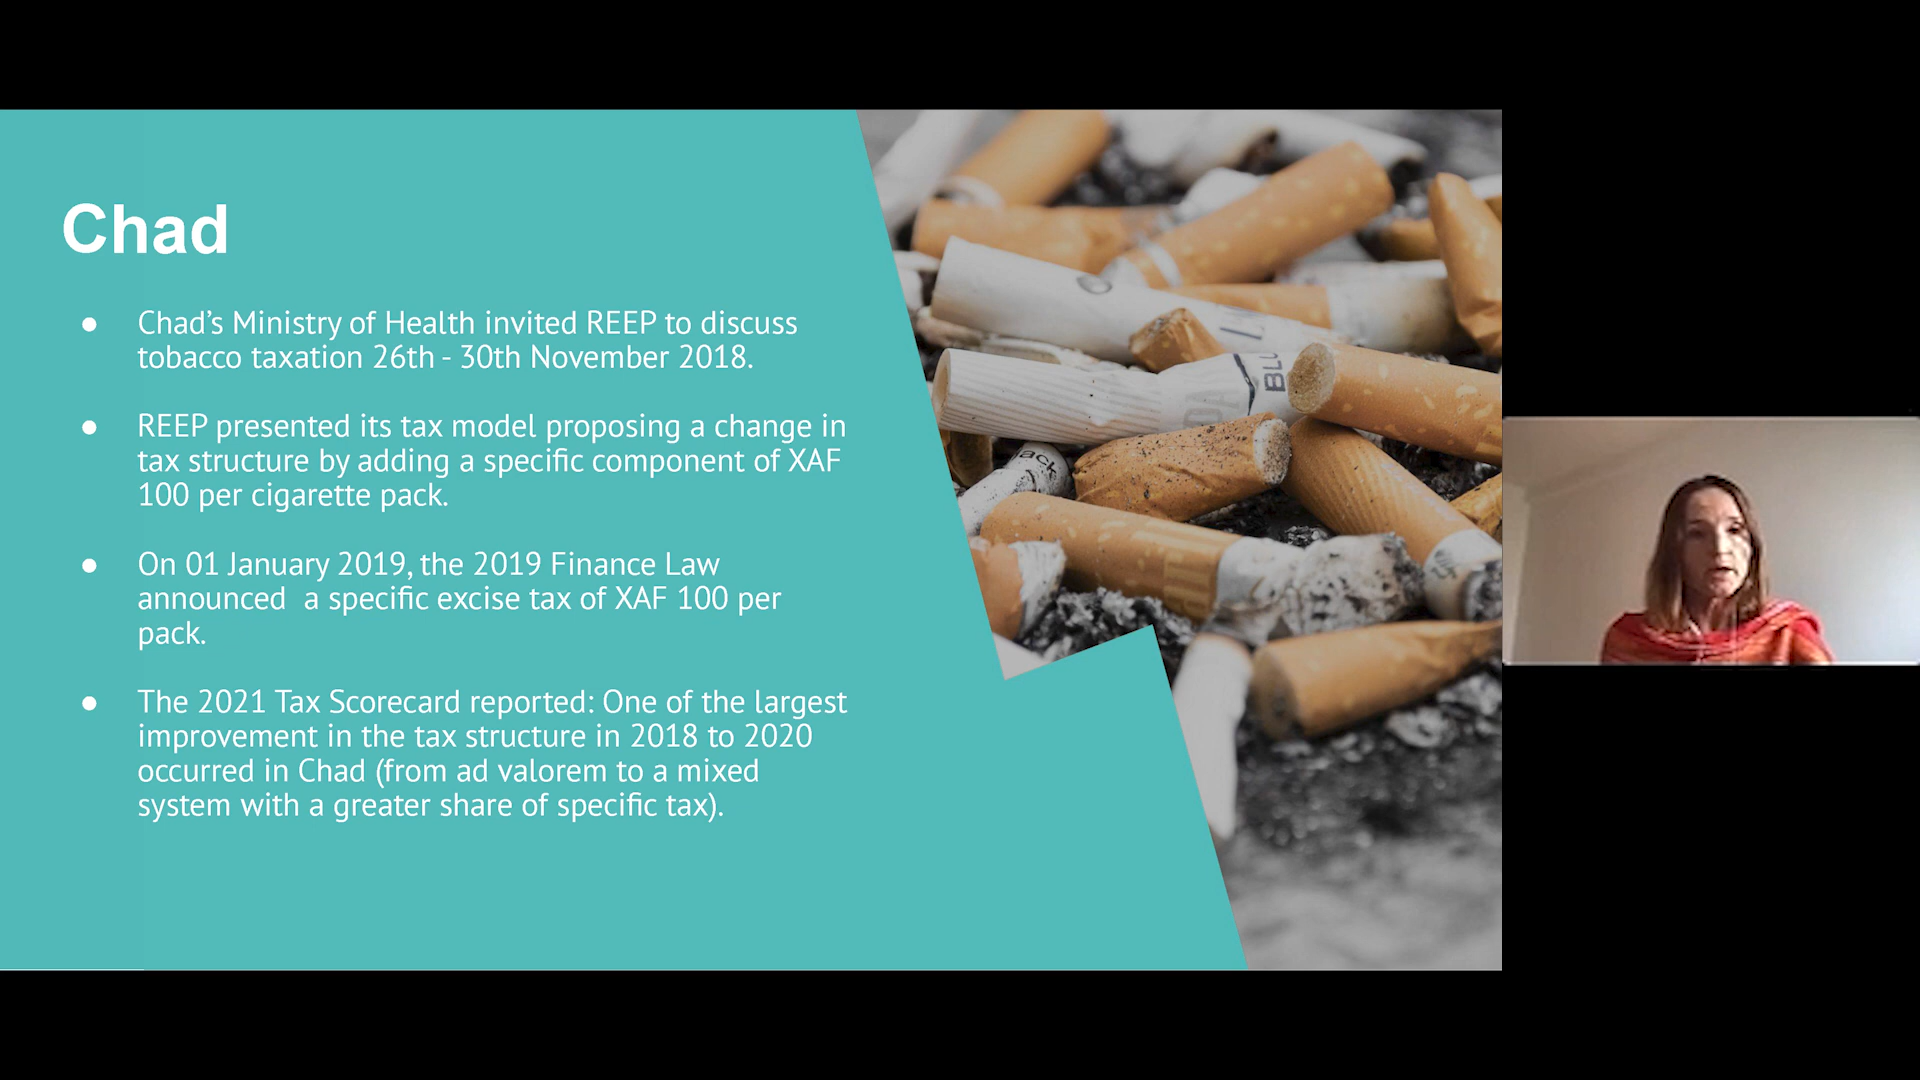 Chad
● Chad's Ministry of Health invited REEP to discuss
tobacco taxation 26th - 30th November 2018.
● REEP presented its tax model proposing a change in
tax structure by adding a specific component of XAF
100 per cigarette pack.
● On 01 January 2019, the 2019 Finance Law
announced  a specific excise tax of XAF 100 per
pack.
● The 2021 Tax Scorecard reported: One of the largest
improvement in the tax structure in 2018 to 2020
occurred in Chad (from ad valorem to a mixed
system with a greater share of specific tax).